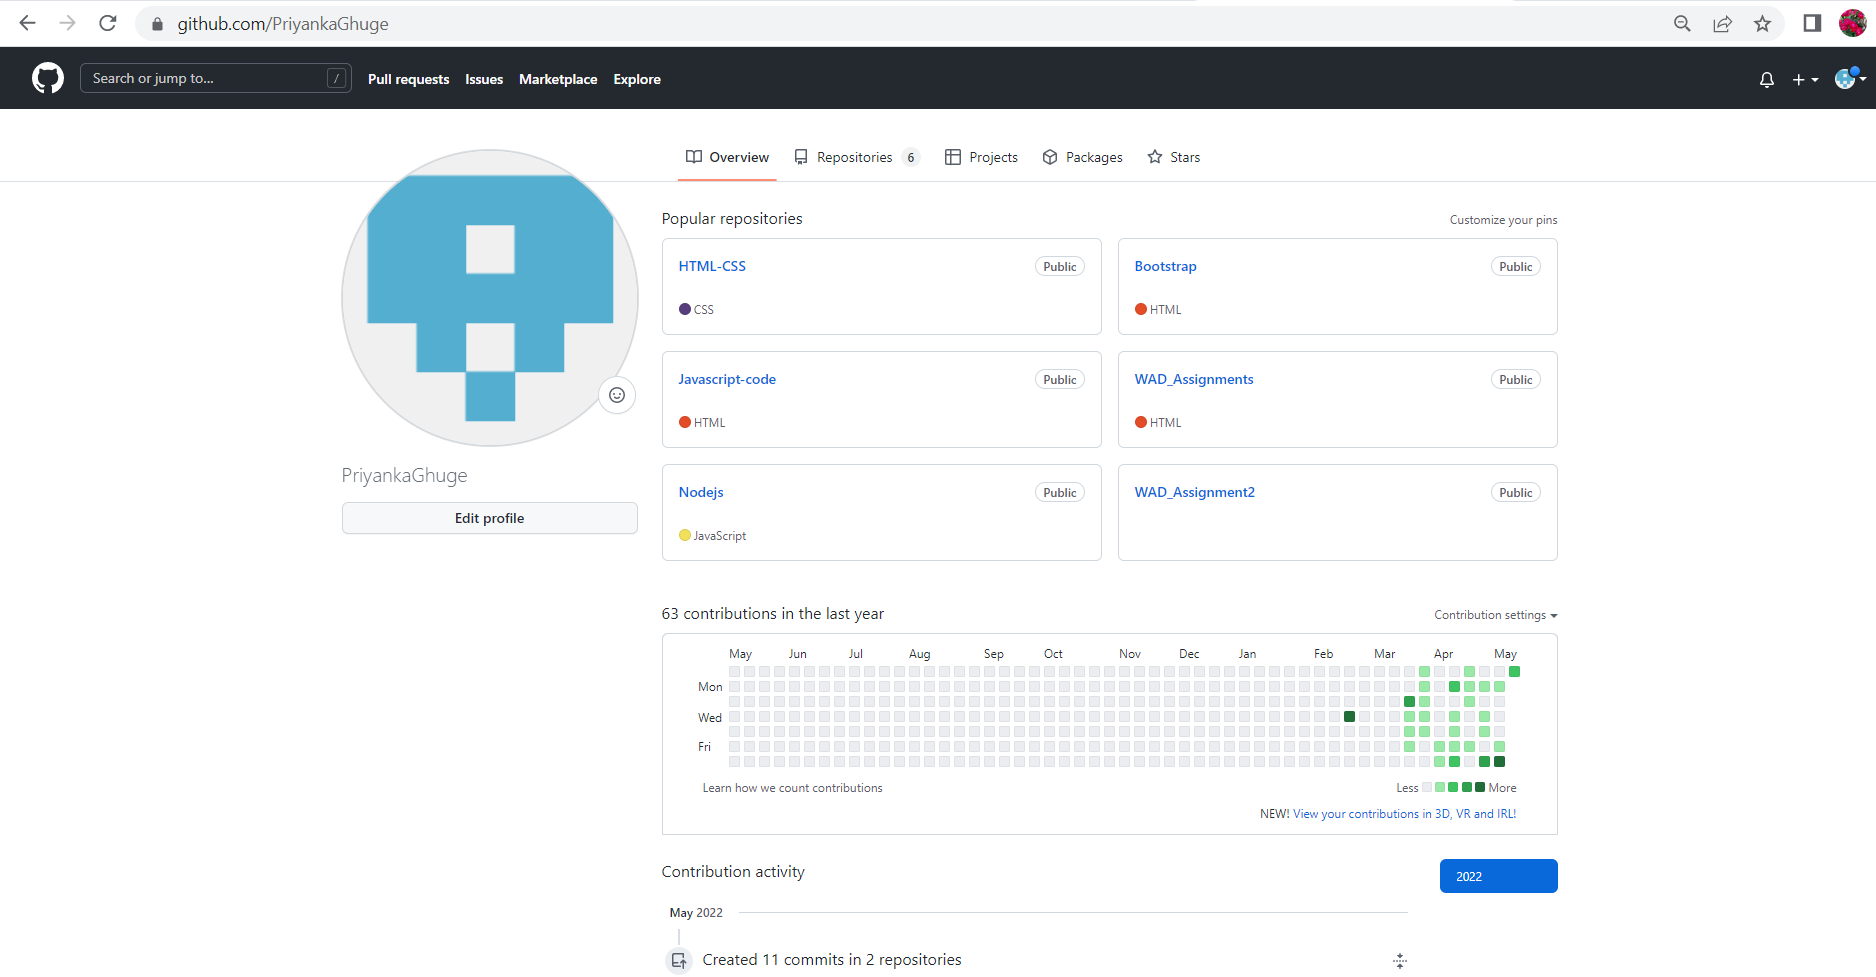 github.com/PriyankaGhuge
Search or jump to... / Pull requests Issues Marketplace Explore
Overview Repositories 6 Projects Packages Stars
Popular repositories Customize your pins
HTML-CSS Public
CSS
Bootstrap Public
HTML
Javascript-code Public
HTML
WAD_Assignments Public
HTML
Nodejs Public
JavaScript
WAD_Assignment2 Public
PriyankaGhuge
Edit profile
63 contributions in the last year Contribution settings
May Jun Jul Aug Sep Oct Nov Dec Jan Feb Mar Apr May
Mon
Wed
Fri
Learn how we count contributions Less More
NEW! View your contributions in 3D, VR and IRL!
Contribution activity 2022
May 2022
Created 11 commits in 2 repositories